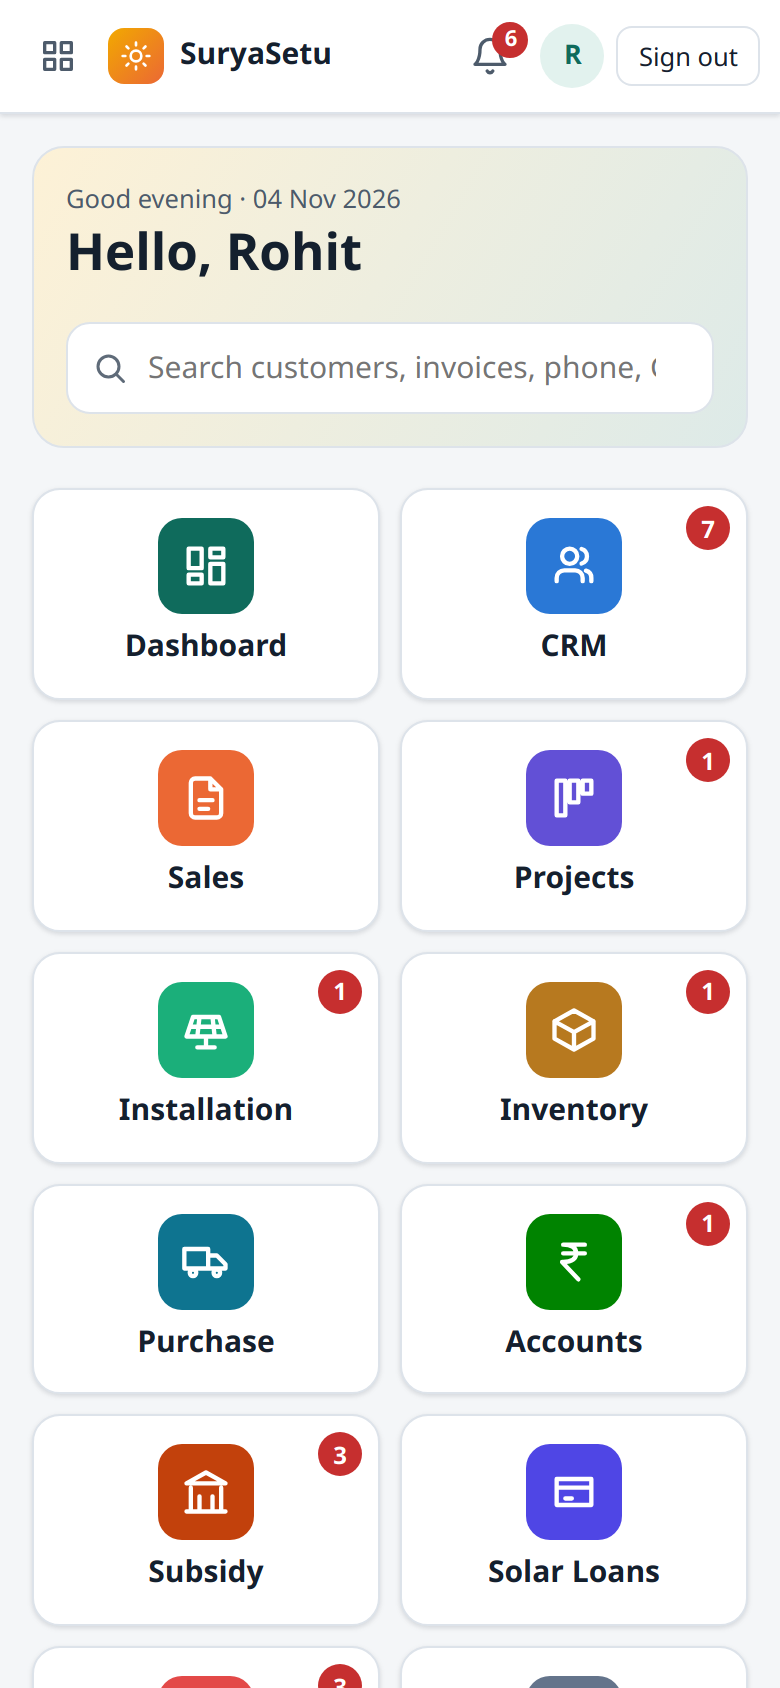 SuryaSetu
6
R
Sign out
Good evening · 04 Nov 2026
Hello, Rohit
Search customers, invoices, phone,
Dashboard
7
CRM
Sales
1
Projects
1
Installation
1
Inventory
Purchase
1
Accounts
3
Subsidy
Solar Loans
3